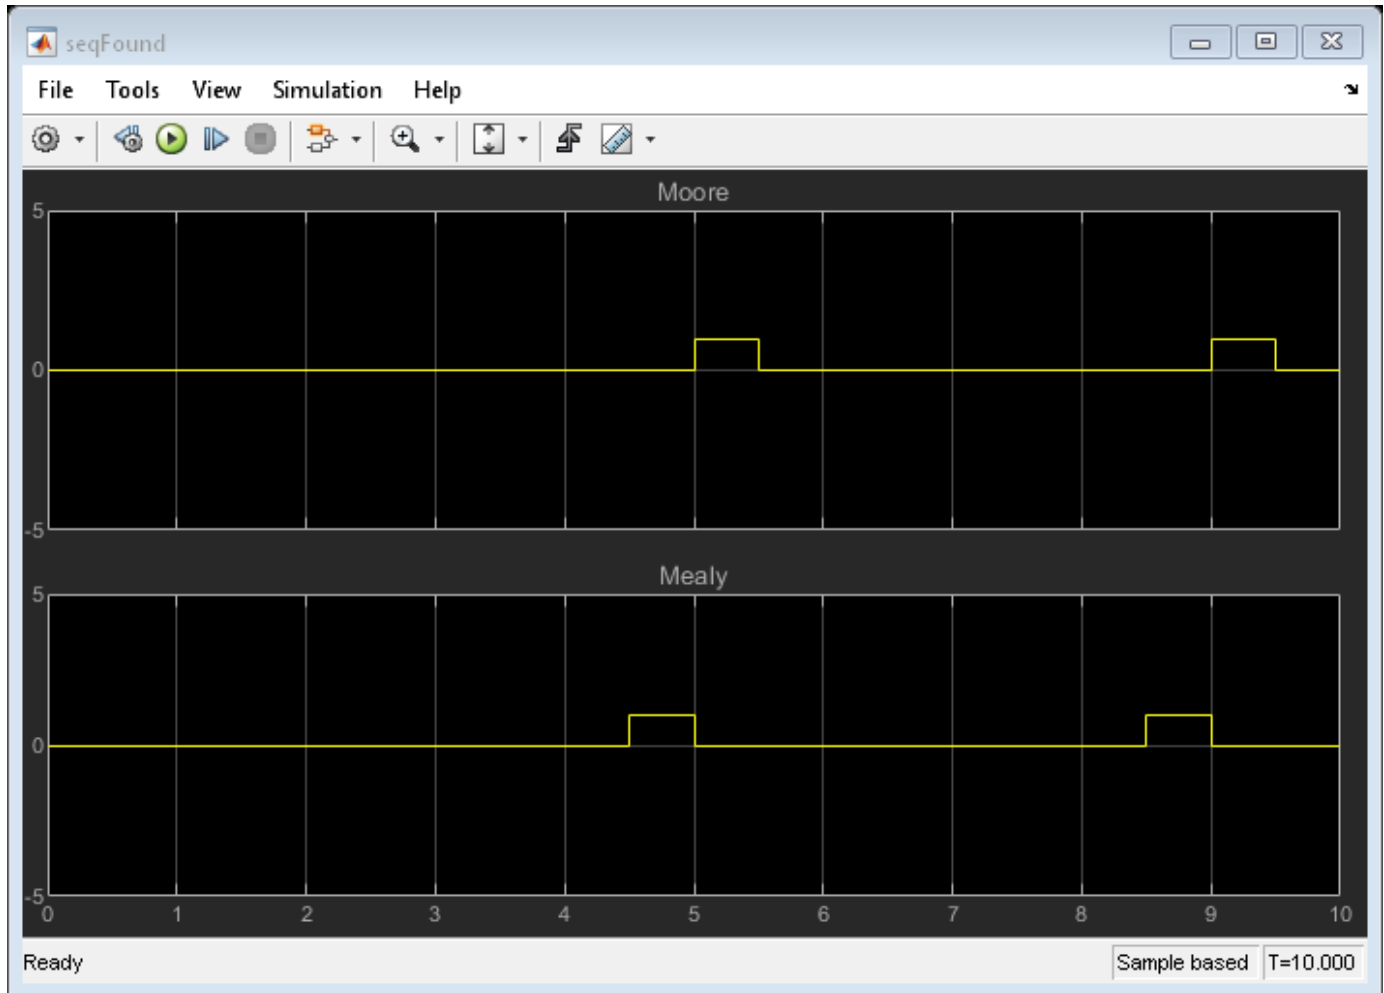 seqFound
File Tools View Simulation Help
Moore
5
0
-5
Mealy
5
0
-5
0 1 2 3 4 5 6 7 8 9 10
Ready Sample based T=10.000